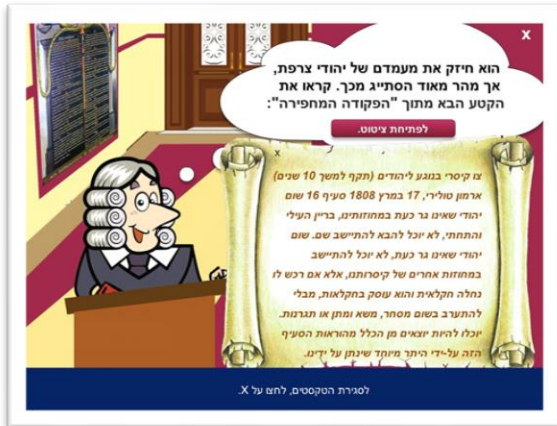 X
הוא חיזק את מעמדם של יהודי צרפת,
אך מהר מאוד הסתייג מכך. קראו את
הקטע הבא מתוך "הפקודה המחפירה":
לפתיחת ציטוט.
x
צו קיסרי בנוגע ליהודים (תקף למשך 10 שנים)
ארמון טולירי, 17 במרץ 1808 סעיף 16 שום
יהודי שאינו גר כעת במחוזותינו, בריין העילי
והתחתי, לא יוכל להבא להתיישב שם. שום
יהודי שאינו גר כעת, לא יוכל להתיישב
במחוזות אחרים של קיסרותנו, אלא אם רכש לו
נחלה חקלאית והוא עוסק בחקלאות, מבלי
להתערב בשום מסחר, משא ומתן או תגרנות.
יוכלו להיות יוצאים מן הכלל מהוראות הסעיף
הזה על-ידי היתר מיוחד שינתן על ידינו.
לסגירת הטקסטים, לחצו על X.